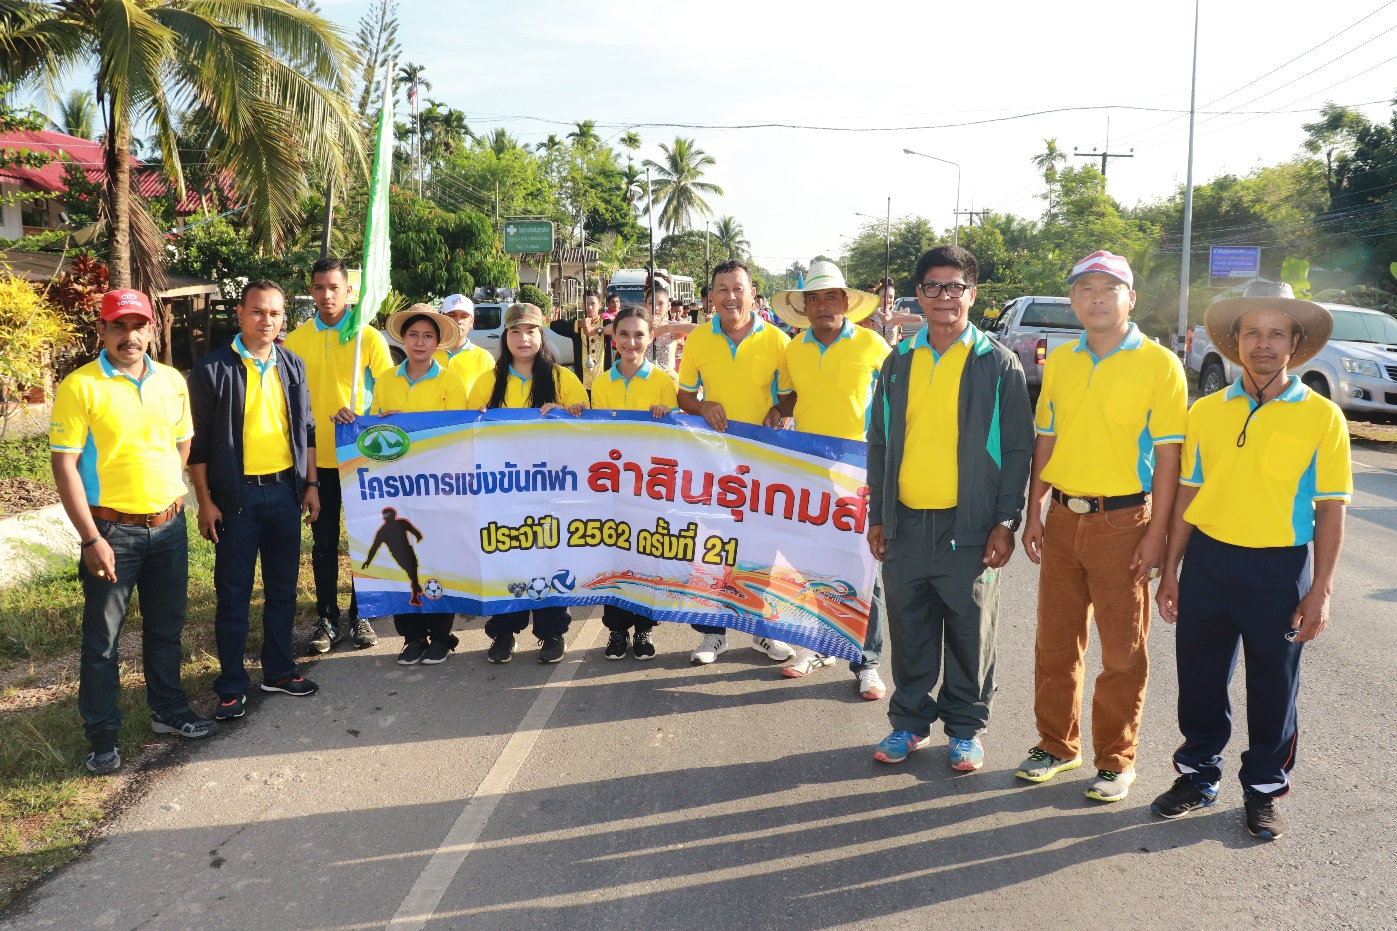 โครงการแข่งขันกีฬา ลำสินธุ์เกมส์
ประจำปี 2562 ครั้งที่ 21
TOYOTA